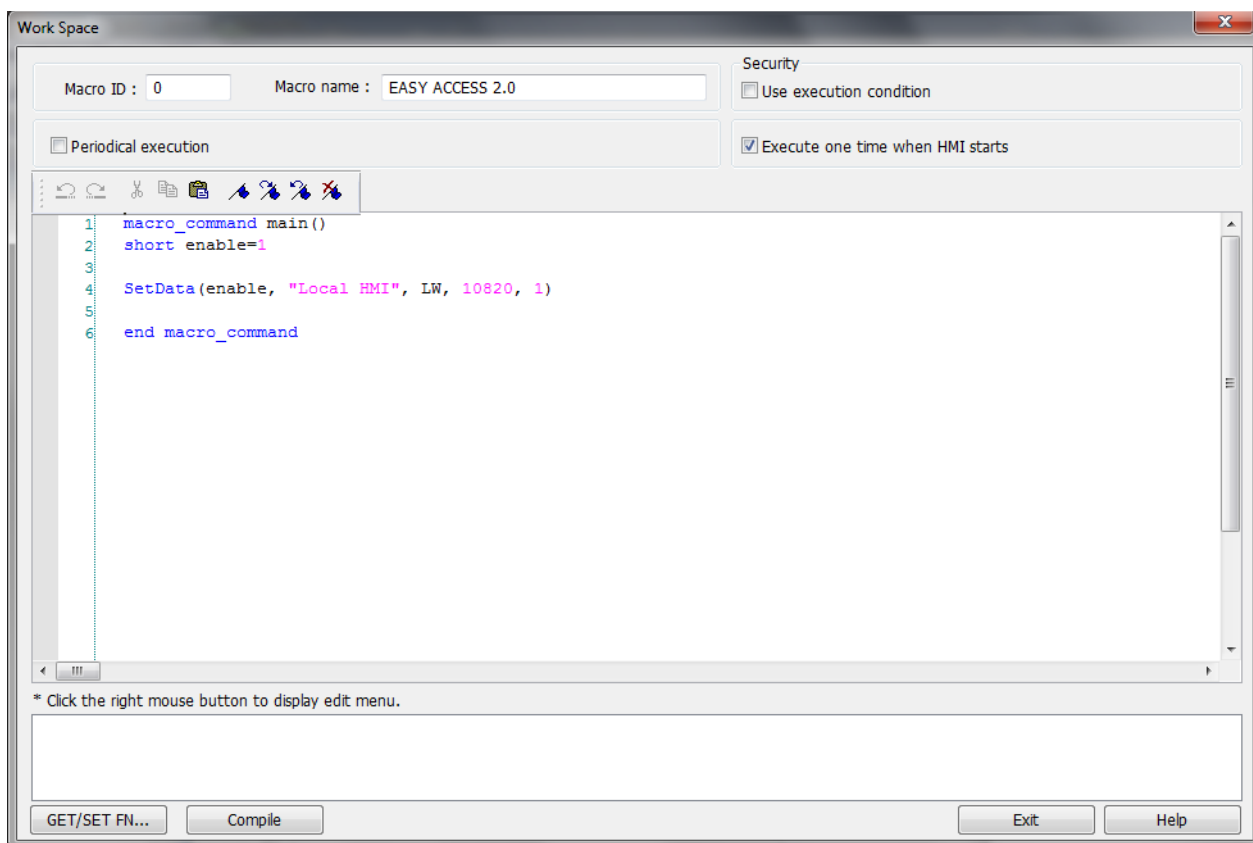 Work Space
Macro ID : 0 Macro name : EASY ACCESS 2.0
Security
Use execution condition
Periodical execution
Execute one time when HMI starts
1 macro_command main()
2 short enable=1
3
4 SetData(enable, "Local HMI", LW, 10820, 1)
5
6 end macro_command
* Click the right mouse button to display edit menu.
GET/SET FN... Compile Exit Help